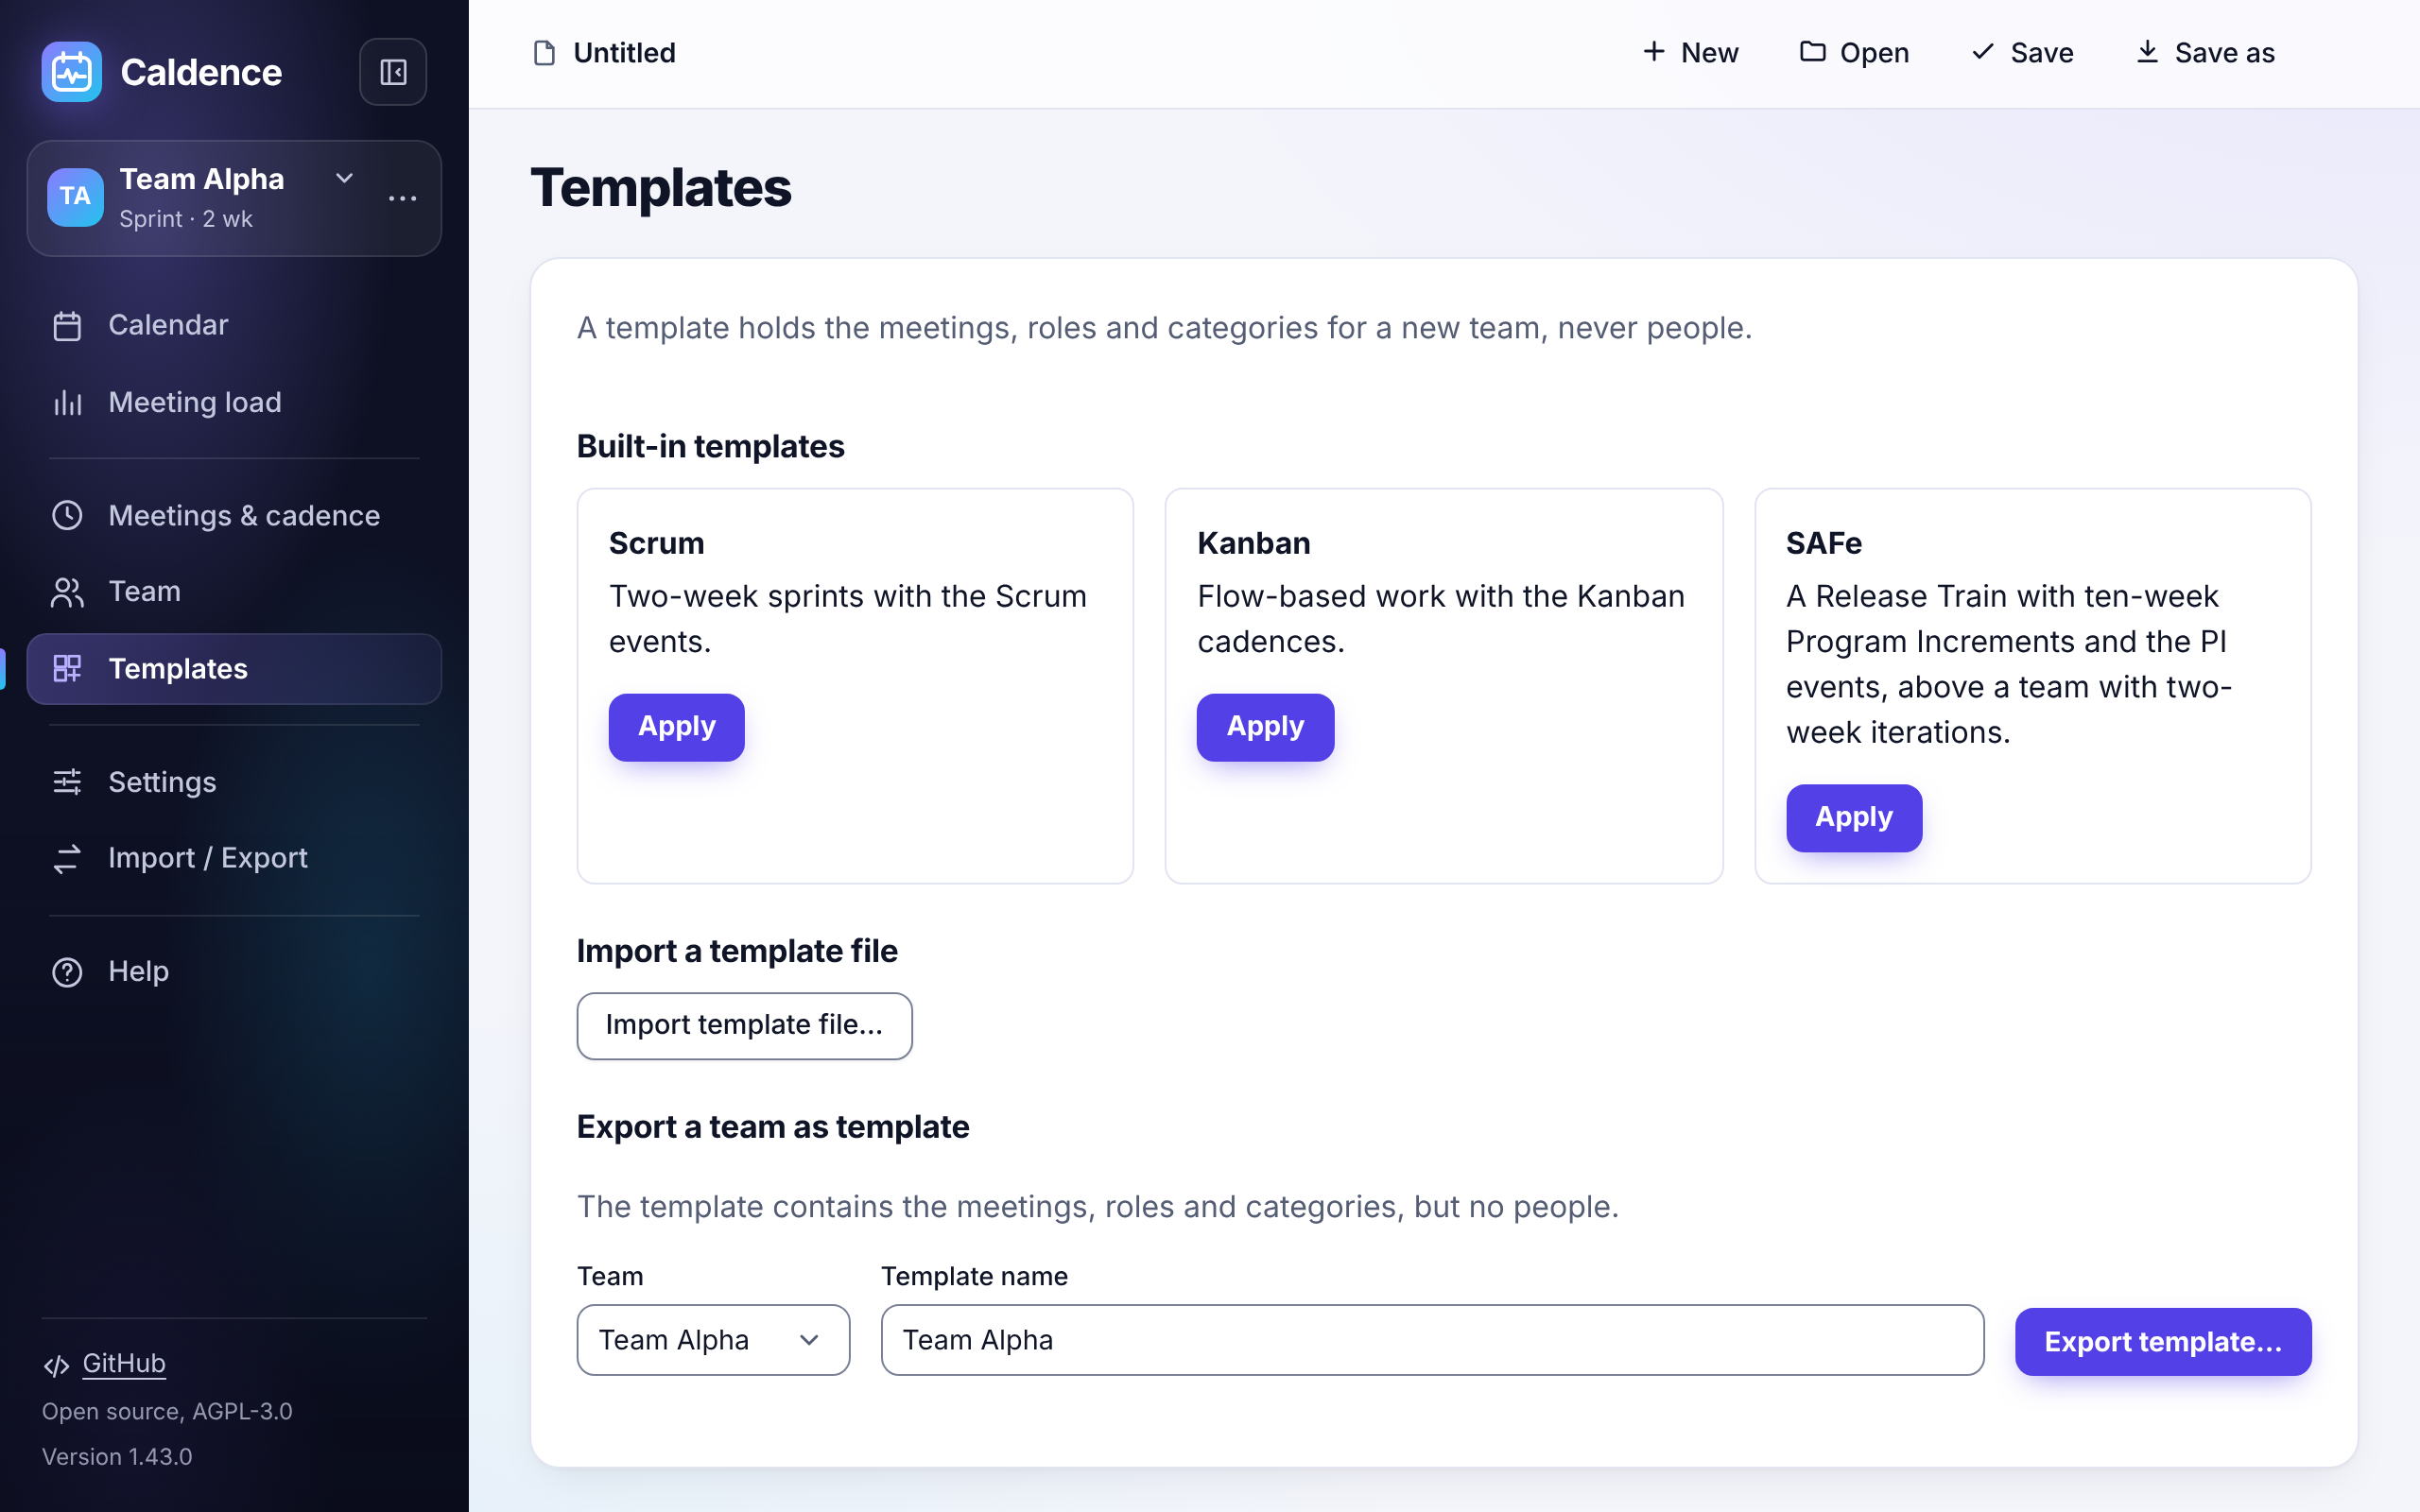 Caldence
TA
Team Alpha
Sprint · 2 wk
Calendar
Meeting load
Meetings & cadence
Team
Templates
Settings
Import / Export
Help
GitHub
Open source, AGPL-3.0
Version 1.43.0
Untitled
New
Open
Save
Save as
Templates
A template holds the meetings, roles and categories for a new team, never people.
Built-in templates
Scrum
Two-week sprints with the Scrum
events.
Apply
Kanban
Flow-based work with the Kanban
cadences.
Apply
SAFe
A Release Train with ten-week
Program Increments and the PI
events, above a team with two-
week iterations.
Apply
Import a template file
Import template file...
Export a team as template
The template contains the meetings, roles and categories, but no people.
Team
Team Alpha
Template name
Team Alpha
Export template...